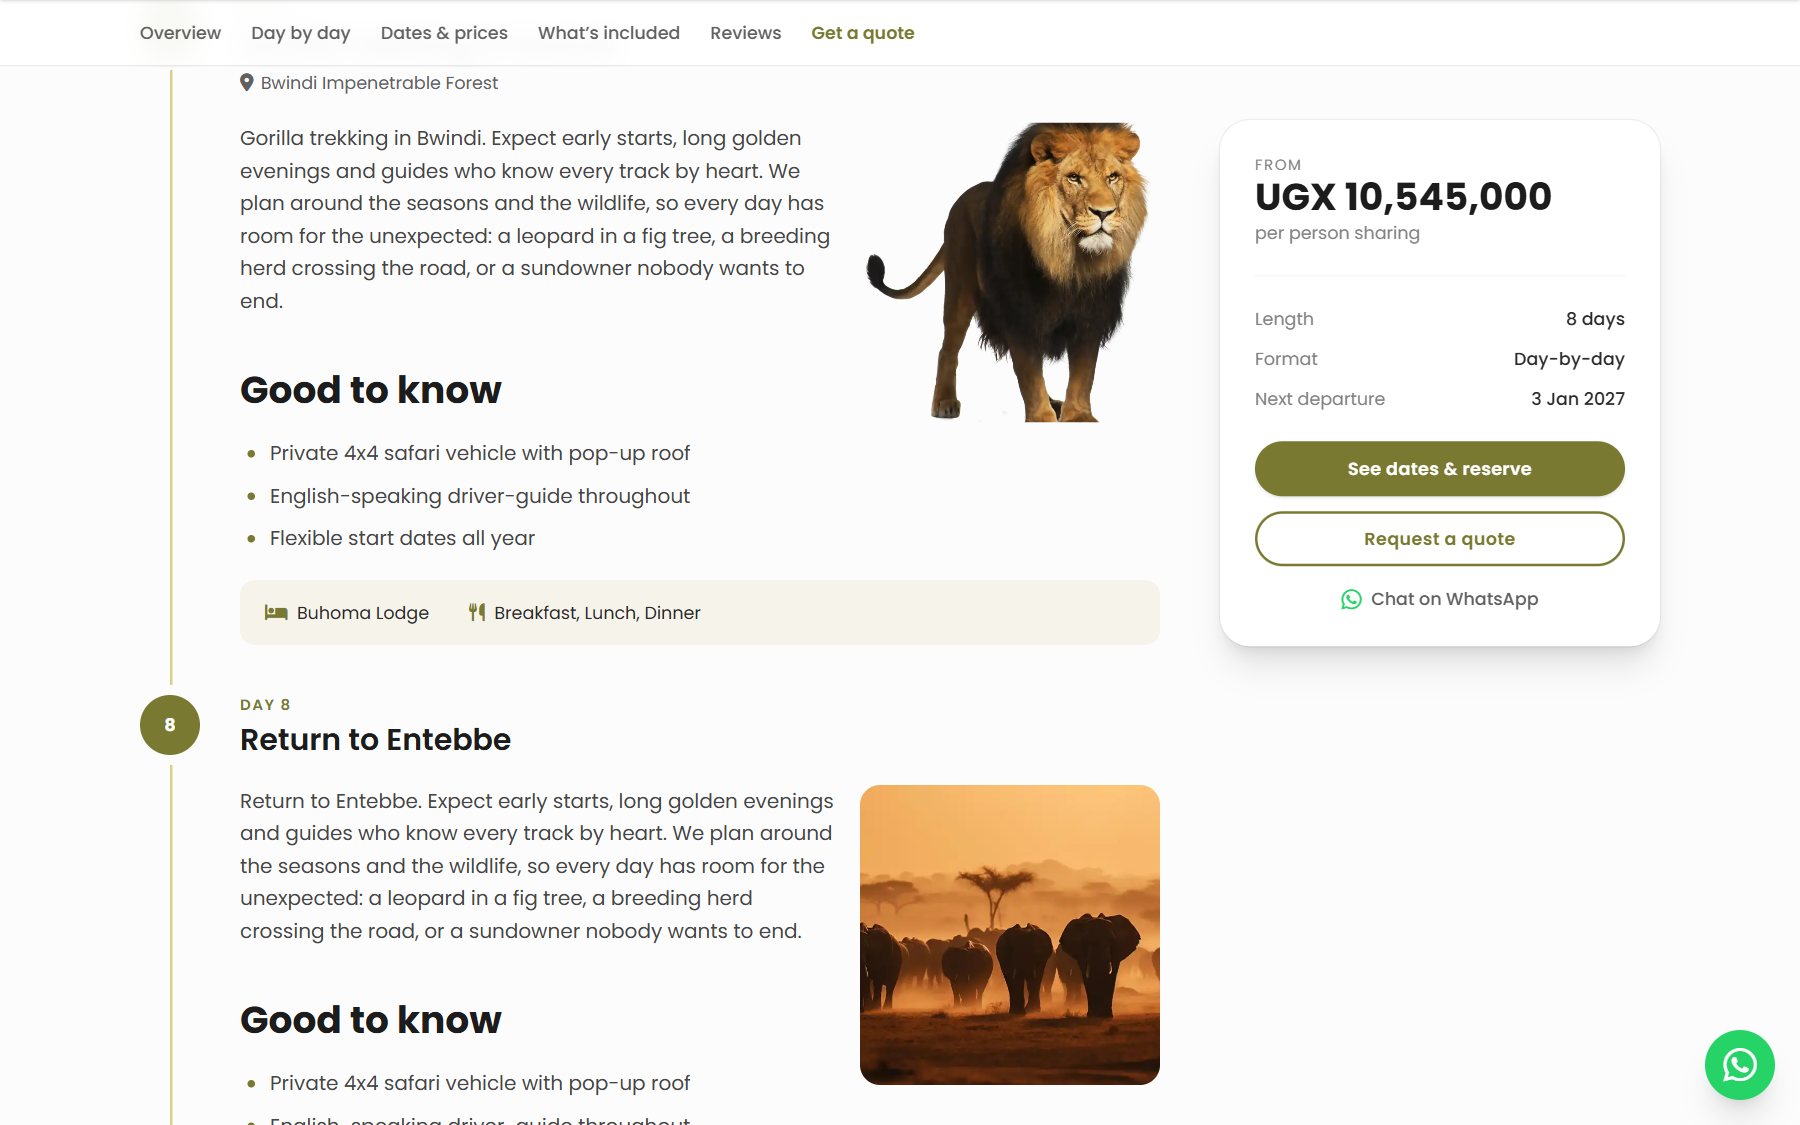 Overview Day by day Dates & prices What’s included Reviews Get a quote
Bwindi Impenetrable Forest
Gorilla trekking in Bwindi. Expect early starts, long golden
evenings and guides who know every track by heart. We
plan around the seasons and the wildlife, so every day has
room for the unexpected: a leopard in a fig tree, a breeding
herd crossing the road, or a sundowner nobody wants to
end.
Good to know
Private 4x4 safari vehicle with pop-up roof
English-speaking driver-guide throughout
Flexible start dates all year
Buhoma Lodge Breakfast, Lunch, Dinner
8
DAY 8
Return to Entebbe
Return to Entebbe. Expect early starts, long golden evenings
and guides who know every track by heart. We plan around
the seasons and the wildlife, so every day has room for the
unexpected: a leopard in a fig tree, a breeding herd
crossing the road, or a sundowner nobody wants to end.
Good to know
Private 4x4 safari vehicle with pop-up roof
English-speaking driver-guide throughout
FROM
UGX 10,545,000
per person sharing
Length 8 days
Format Day-by-day
Next departure 3 Jan 2027
See dates & reserve
Request a quote
Chat on WhatsApp